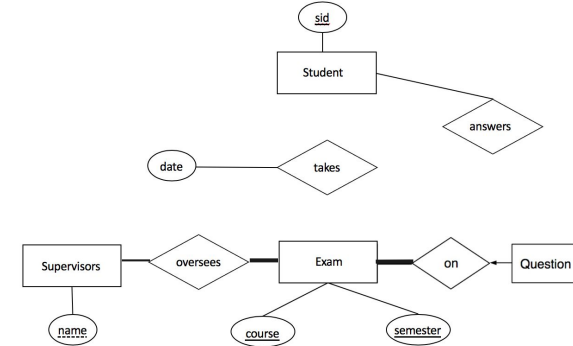 sid
Student
answers
date
takes
Supervisors
oversees
Exam
on
Question
name
course
semester